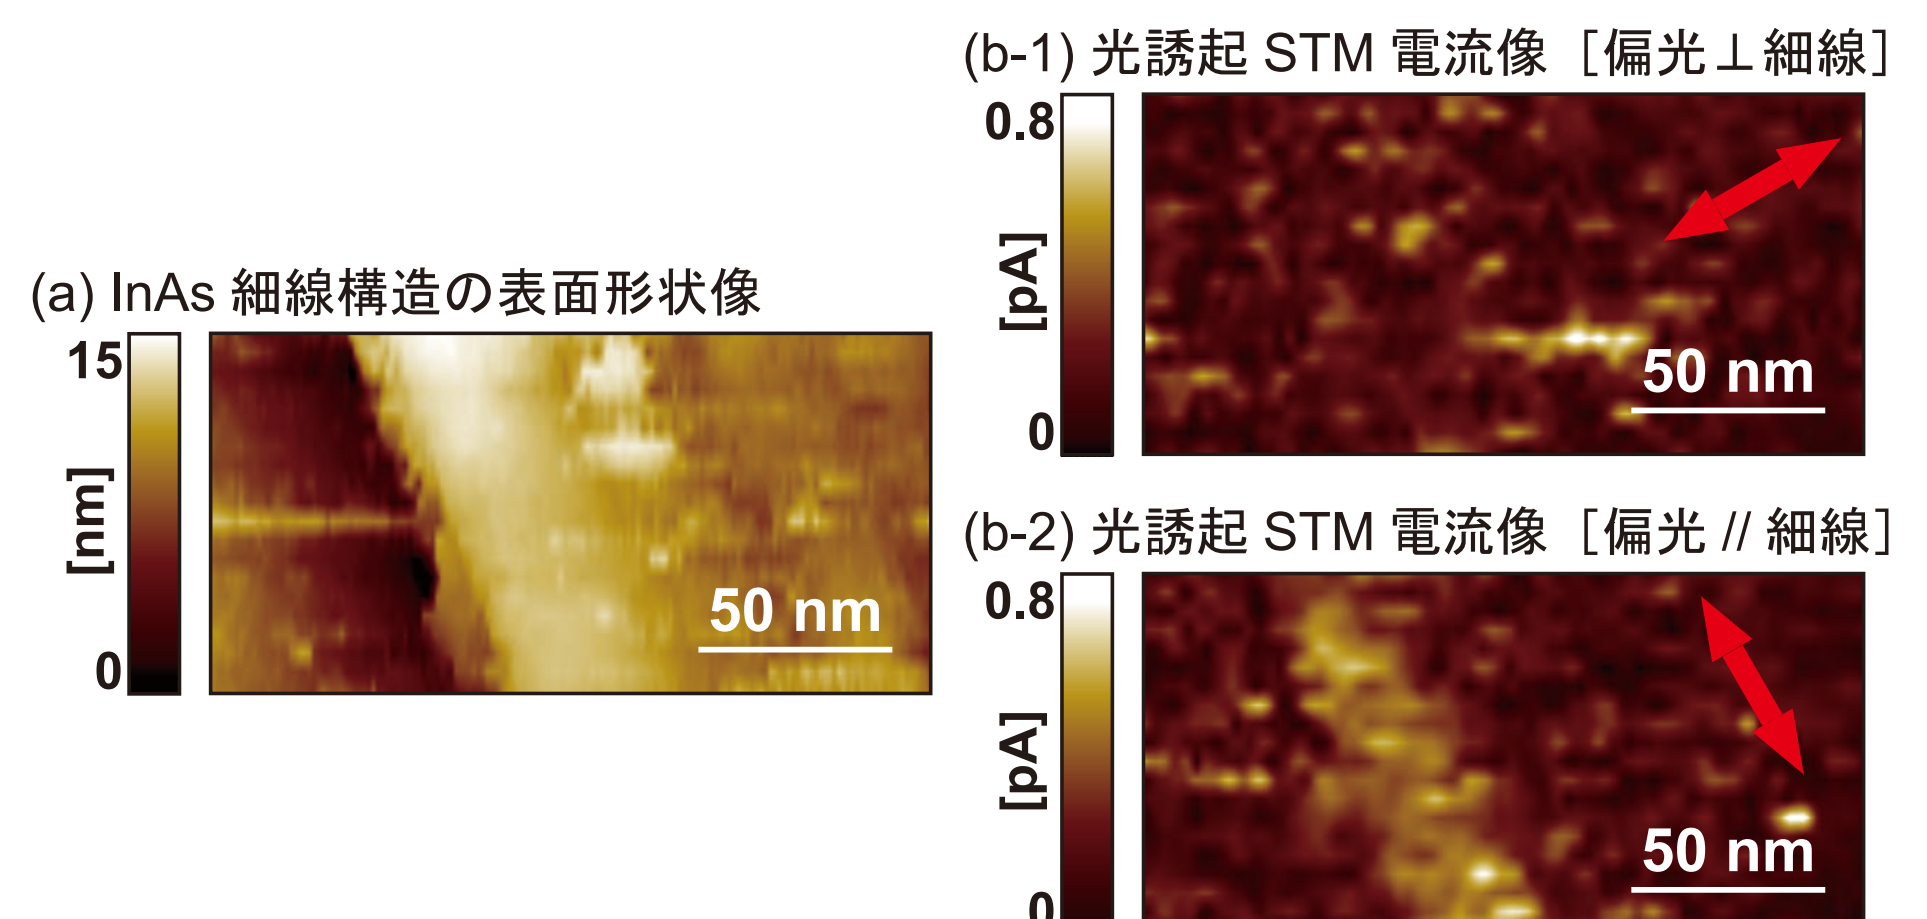 (a) InAs 細線構造の表面形状像
15
[nm]
0
50 nm
(b-1) 光誘起 STM 電流像［偏光⊥細線］
0.8
[pA]
0
50 nm
(b-2) 光誘起 STM 電流像［偏光 // 細線］
0.8
[pA]
0
50 nm